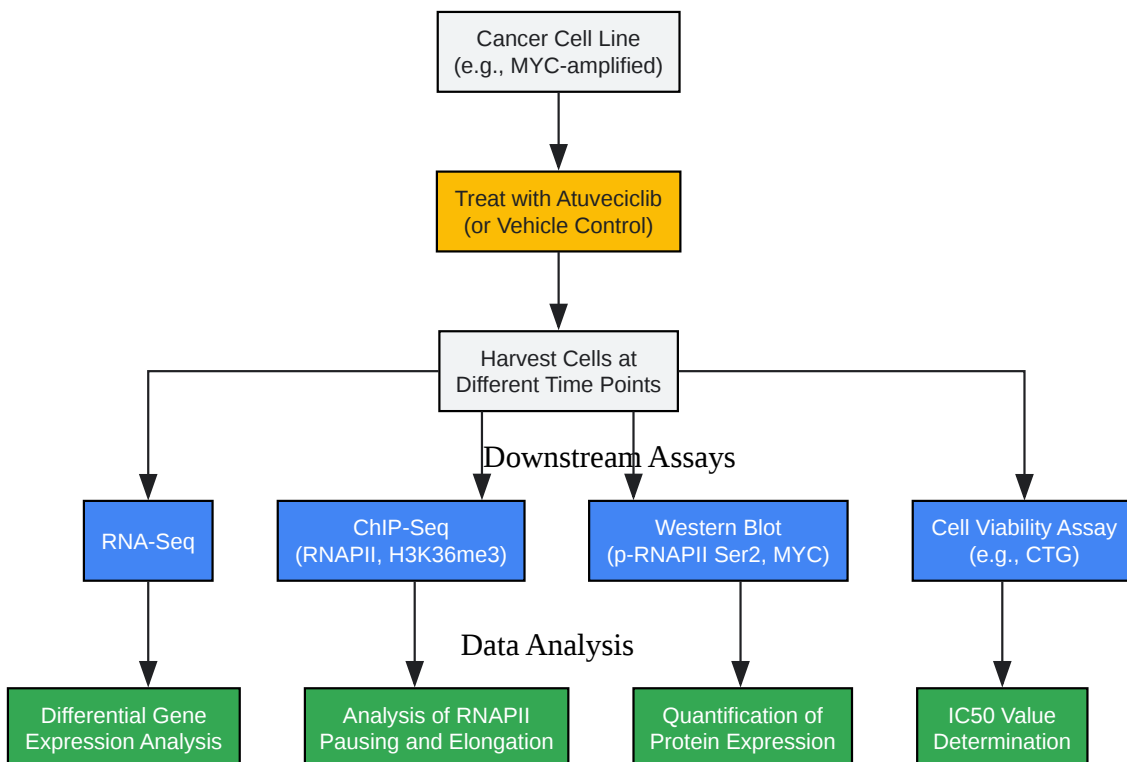 Cancer Cell Line
(e.g., MYC-amplified)
Treat with Atuveciclib
(or Vehicle Control)
Harvest Cells at
Different Time Points
Downstream Assays
RNA-Seq
ChIP-Seq
(RNAPII, H3K36me3)
Western Blot
(p-RNAPII Ser2, MYC)
Cell Viability Assay
(e.g., CTG)
Data Analysis
Differential Gene
Expression Analysis
Analysis of RNAPII
Pausing and Elongation
Quantification of
Protein Expression
IC50 Value
Determination